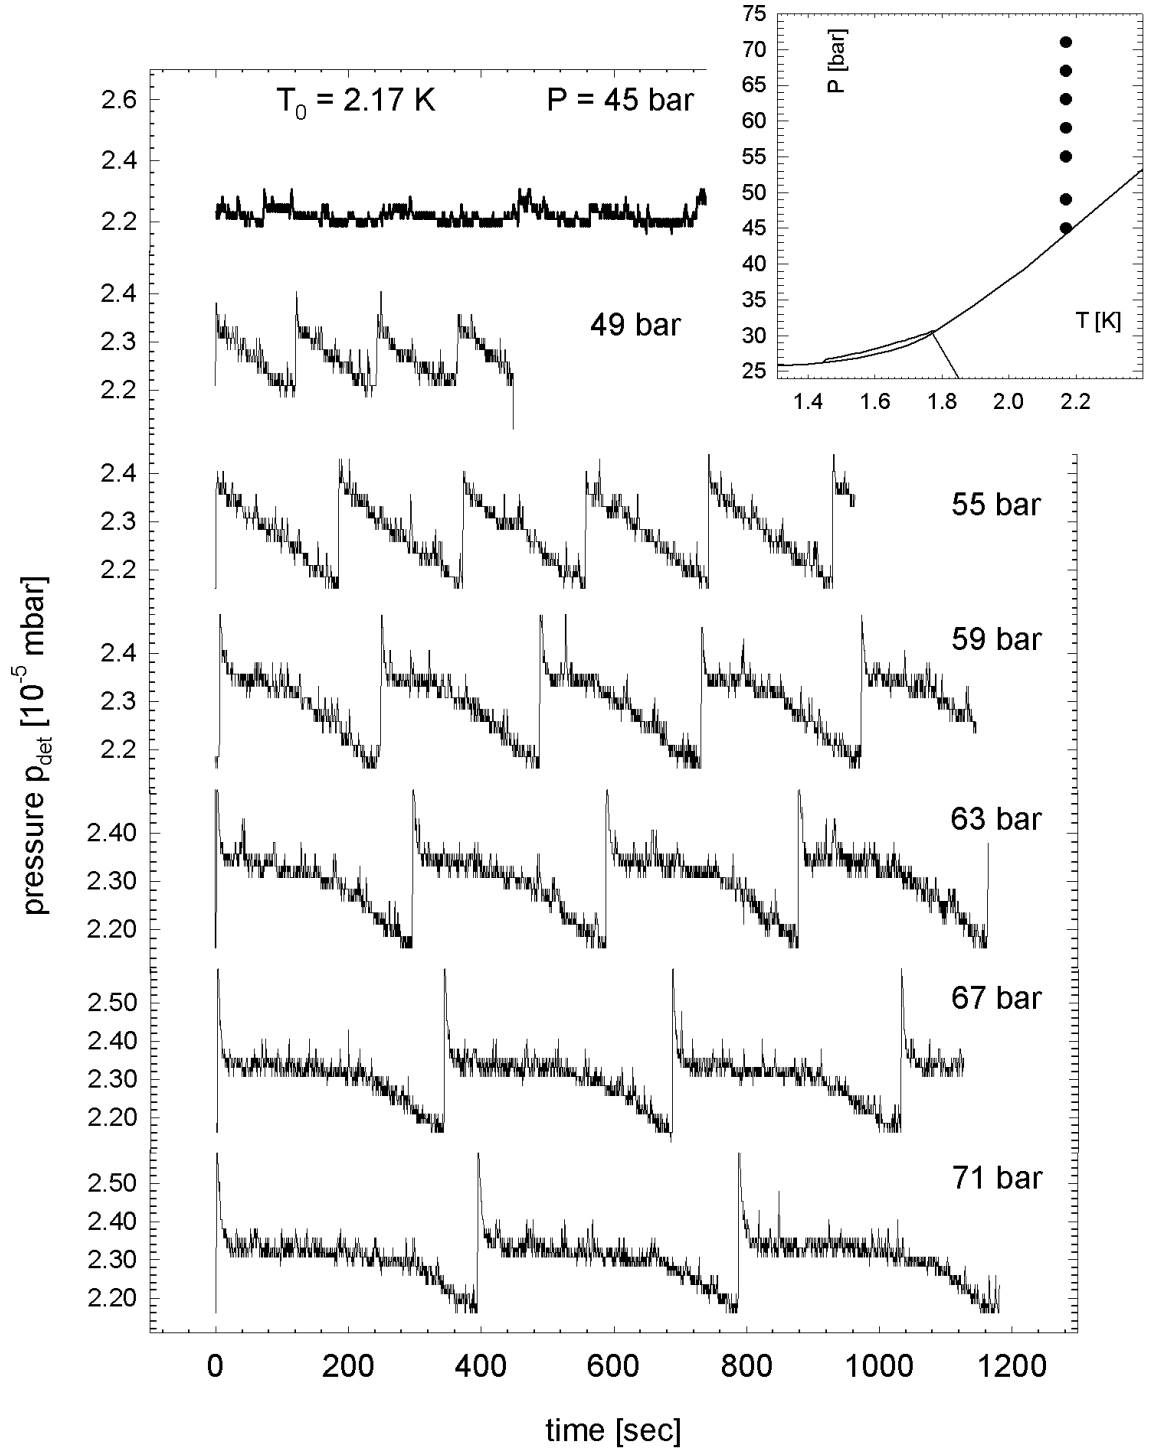 75
70
65
60
55
50
45
40
35
30
25
P [bar]
T [K]
1.4 1.6 1.8 2.0 2.2
T₀ = 2.17 K P = 45 bar
2.6
2.4
2.2
49 bar
2.4
2.3
2.2
55 bar
2.4
2.3
2.2
59 bar
2.4
2.3
2.2
63 bar
2.40
2.30
2.20
67 bar
2.50
2.40
2.30
2.20
71 bar
2.50
2.40
2.30
2.20
pressure p_det [10⁻⁵ mbar]
0 200 400 600 800 1000 1200
time [sec]